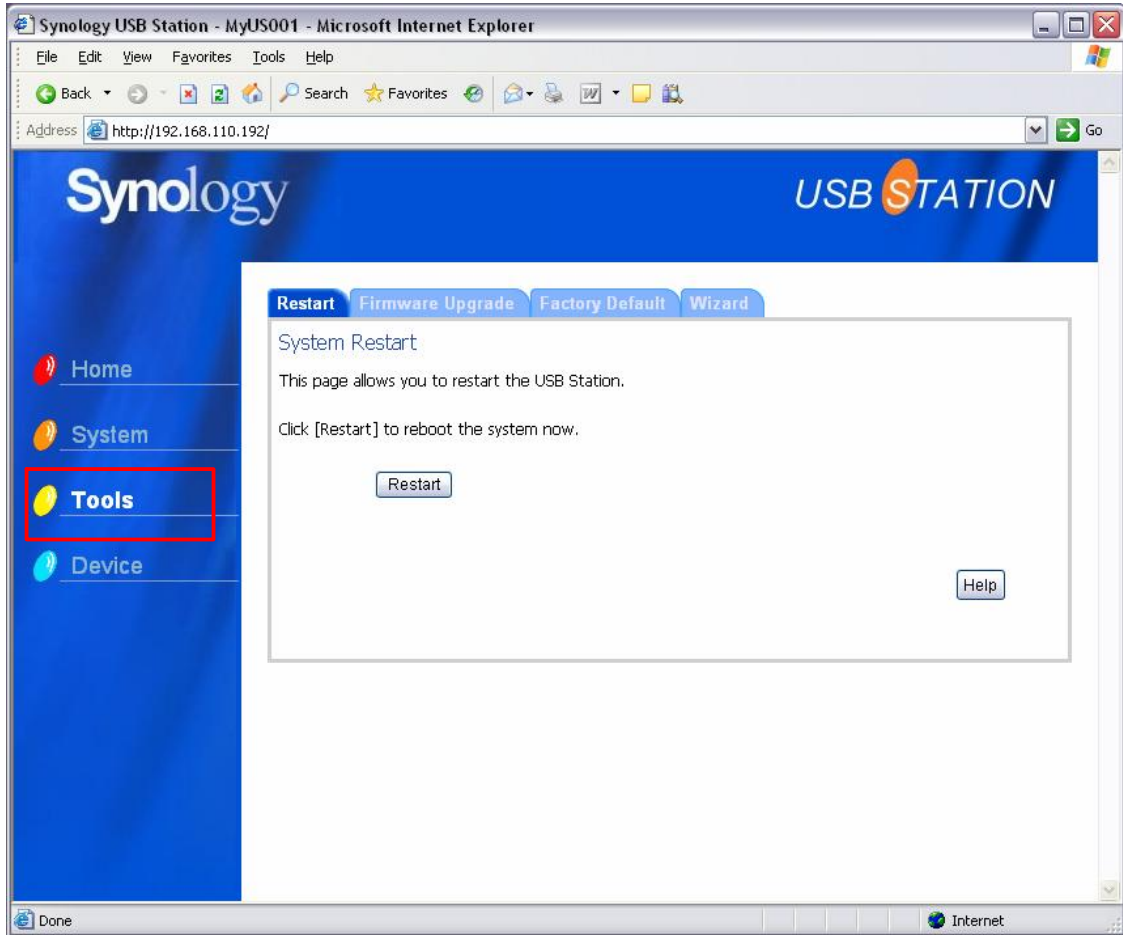 Synology USB Station - MyUS001 - Microsoft Internet Explorer
File Edit View Favorites Tools Help
Back Search Favorites
Address http://192.168.110.192/ Go
Synology
USB STATION
Restart Firmware Upgrade Factory Default Wizard
System Restart
This page allows you to restart the USB Station.
Click [Restart] to reboot the system now.
Restart
Help
Home
System
Tools
Device
Done Internet